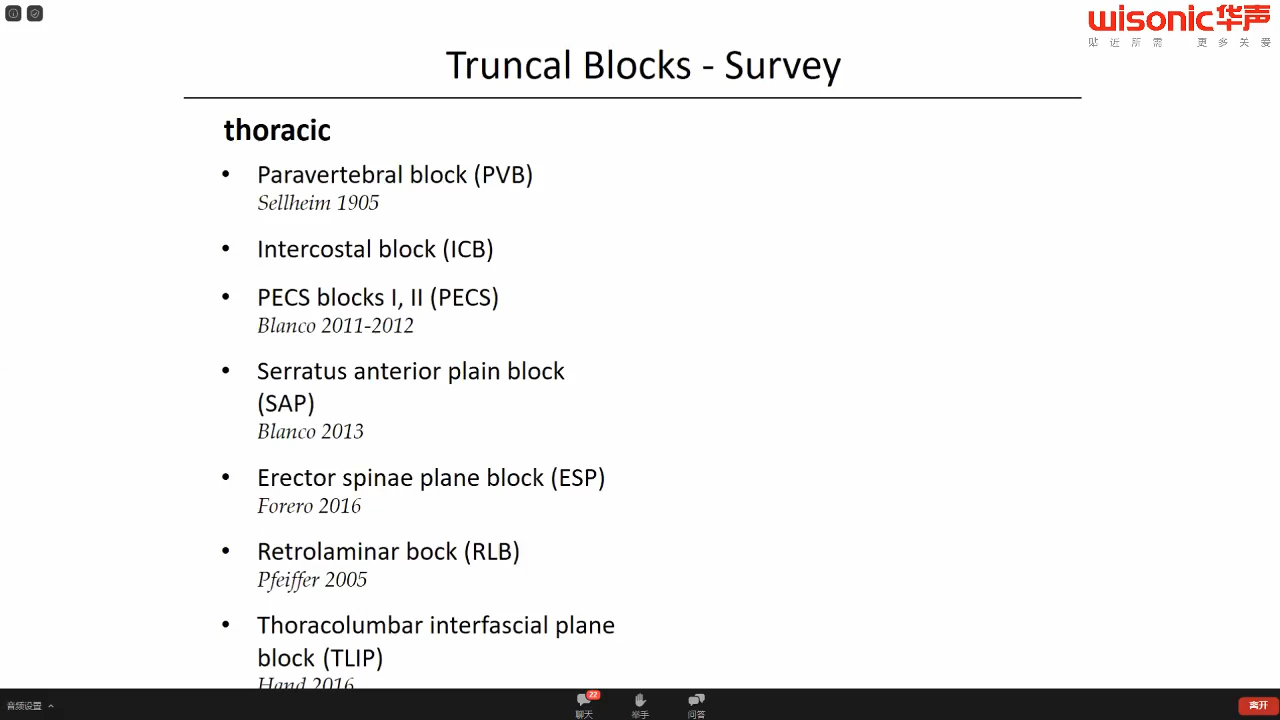 wisonic华声
贴近所需 更多关爱
Truncal Blocks - Survey
thoracic
• Paravertebral block (PVB)
Sellheim 1905
• Intercostal block (ICB)
• PECS blocks I, II (PECS)
Blanco 2011-2012
• Serratus anterior plain block
(SAP)
Blanco 2013
• Erector spinae plane block (ESP)
Forero 2016
• Retrolaminar bock (RLB)
Pfeiffer 2005
• Thoracolumbar interfascial plane
block (TLIP)
Hand 2016
音频设置
22
聊天
举手
问答
离开